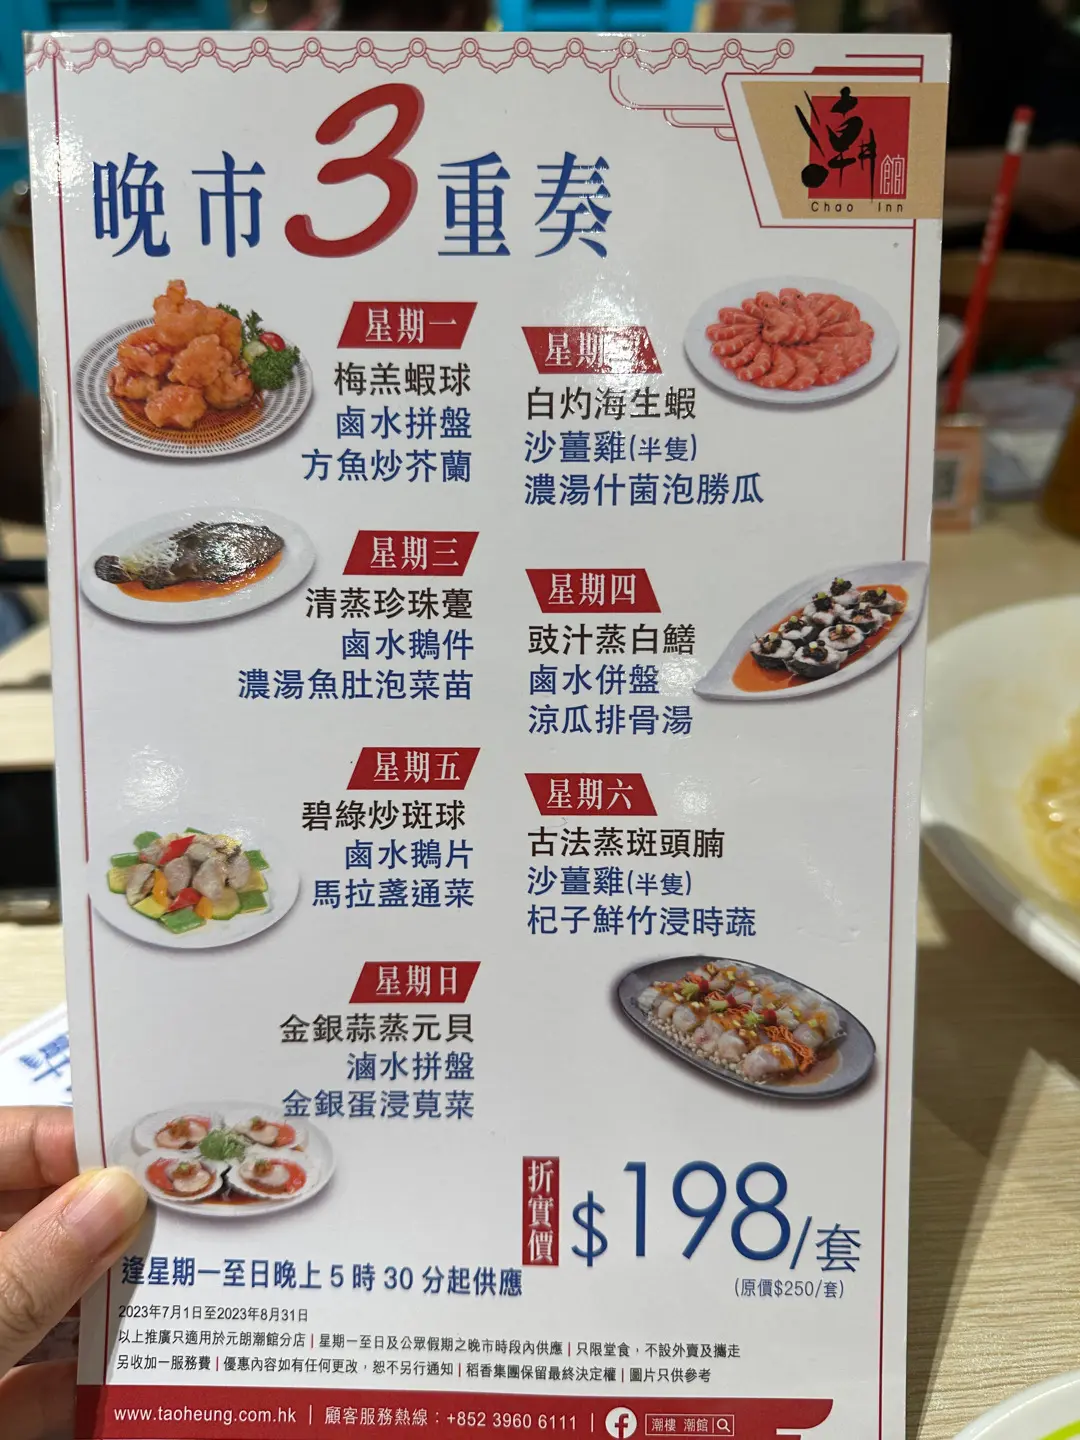 晚市3重奏
潮館
Chao Inn
星期一
梅羔蝦球
鹵水拼盤
方魚炒芥蘭
星期二
白灼海生蝦
沙薑雞(半隻)
濃湯什菌泡勝瓜
星期三
清蒸珍珠躉
鹵水鵝件
濃湯魚肚泡菜苗
星期四
豉汁蒸白鱔
鹵水併盤
涼瓜排骨湯
星期五
碧綠炒斑球
鹵水鵝片
馬拉盞通菜
星期六
古法蒸斑頭腩
沙薑雞(半隻)
杞子鮮竹浸時蔬
星期日
金銀蒜蒸元貝
滷水拼盤
金銀蛋浸莧菜
折實價 $198/套
(原價$250/套)
逢星期一至日晚上5時30分起供應
2023年7月1日至2023年8月31日
以上推廣只適用於元朗潮館分店 | 星期一至日及公眾假期之晚市時段內供應 | 只限堂食，不設外賣及攜走
另收加一服務費 | 優惠內容如有任何更改，恕不另行通知 | 稻香集團保留最終決定權 | 圖片只供參考
www.taoheung.com.hk | 顧客服務熱線：+852 3960 6111 | f 潮樓 潮館